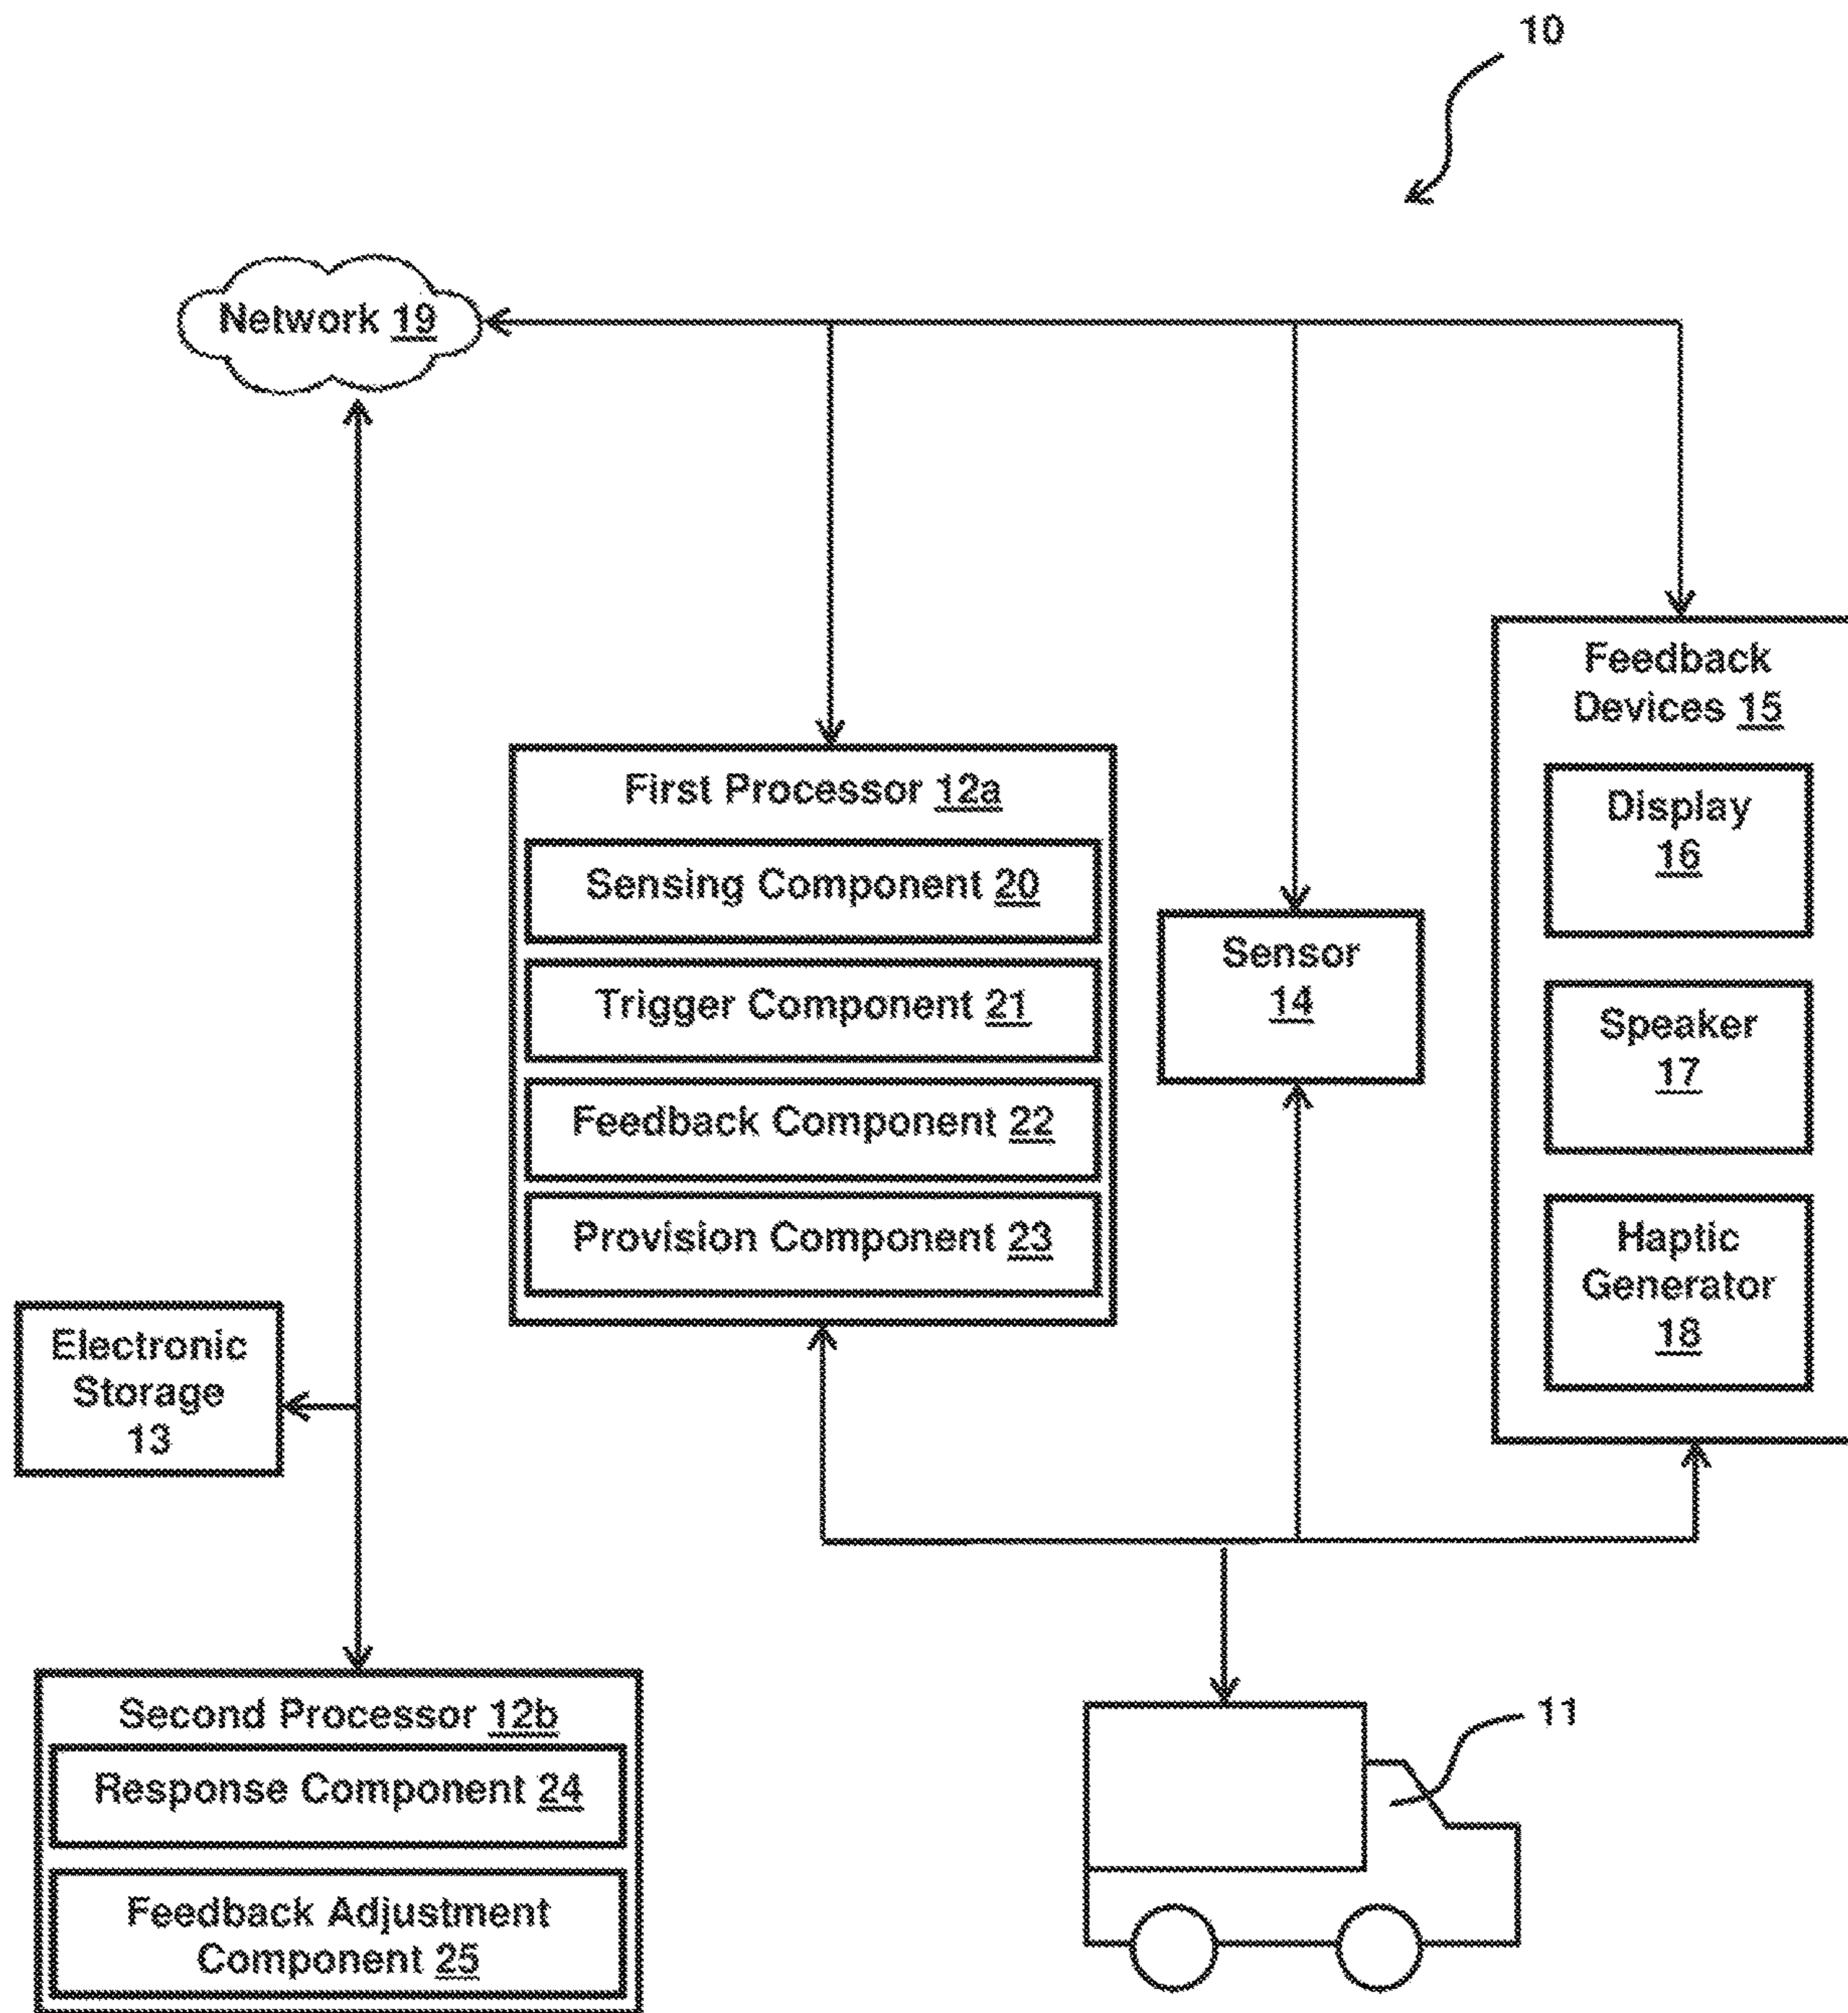 10
Network 19
Feedback
Devices 15
First Processor 12a
Display
16
Sensing Component 20
Sensor
14
Trigger Component 21
Speaker
17
Feedback Component 22
Provision Component 23
Haptic
Generator
18
Electronic
Storage
13
Second Processor 12b
11
Response Component 24
Feedback Adjustment
Component 25